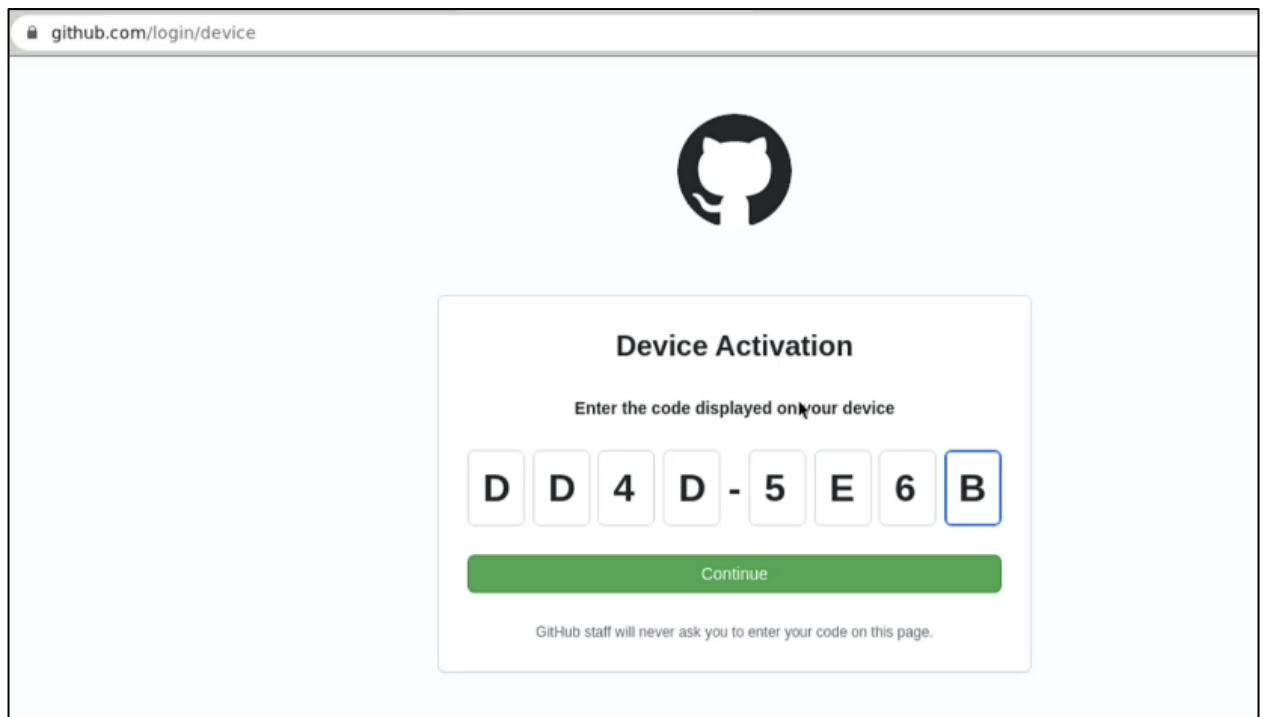 github.com/login/device
Device Activation
Enter the code displayed on your device
D D 4 D - 5 E 6 B
Continue
GitHub staff will never ask you to enter your code on this page.